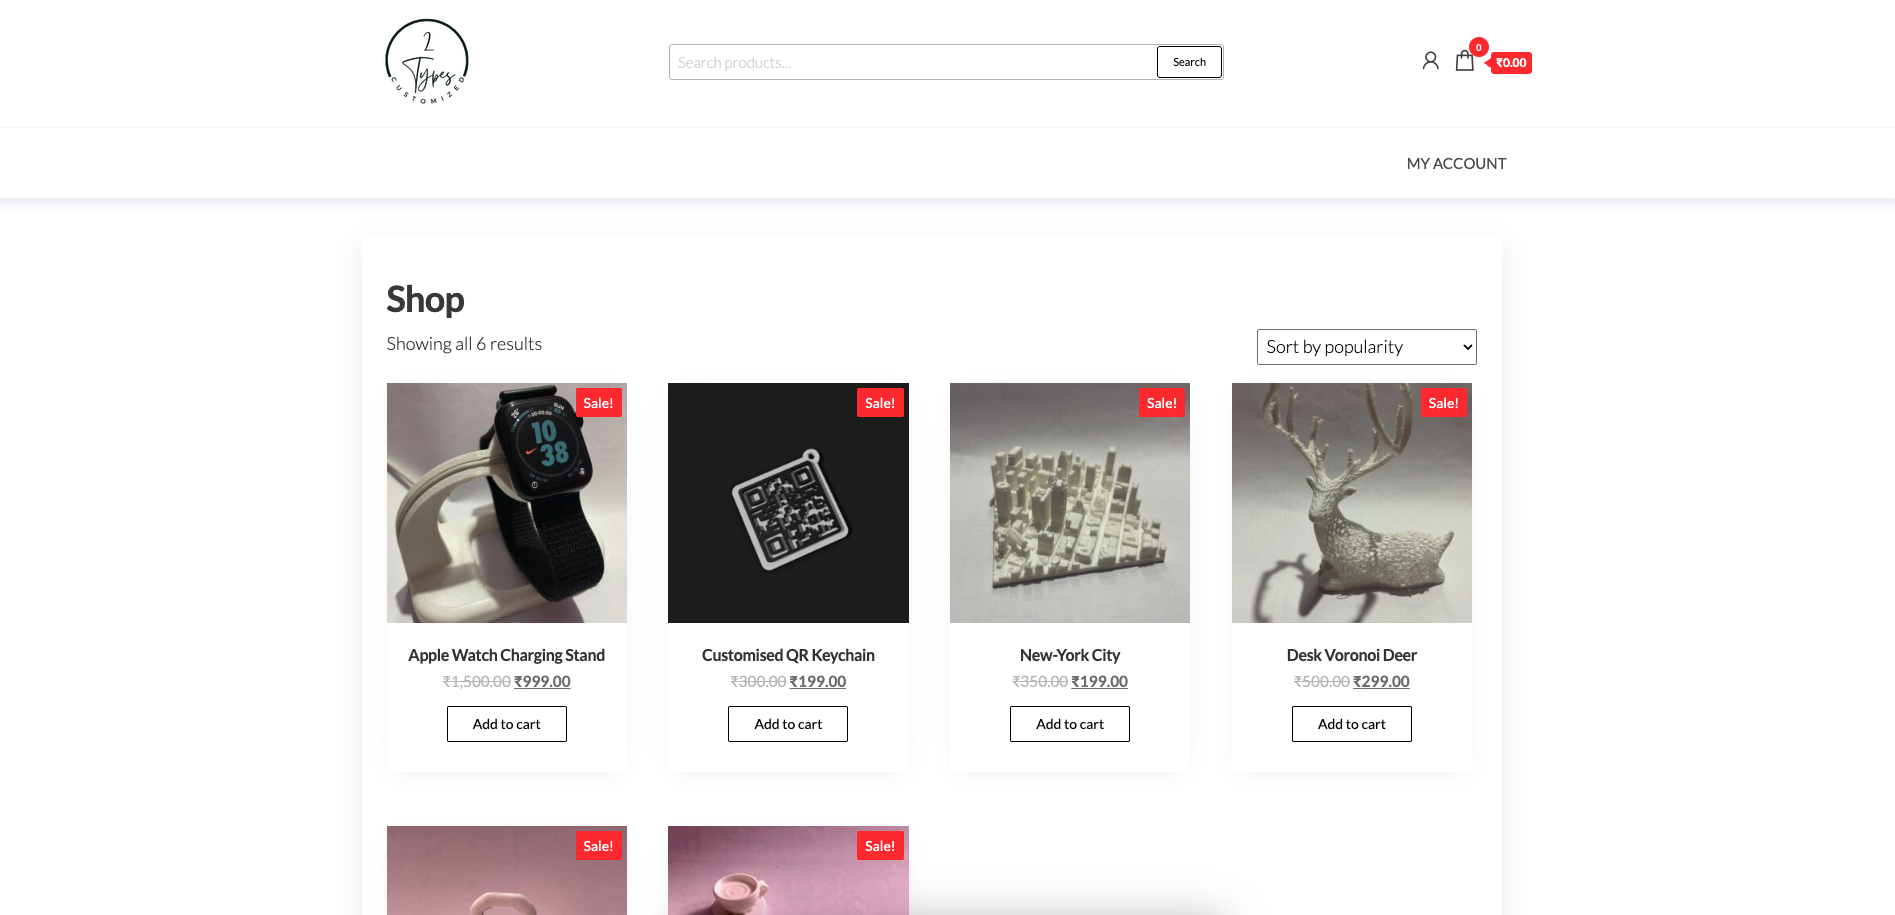 2
Types
CUSTOMIZED
Search products…
Search
0
₹0.00
MY ACCOUNT
Shop
Showing all 6 results
Sort by popularity
Sale!
Sale!
Sale!
Sale!
10
38
Apple Watch Charging Stand
Customised QR Keychain
New-York City
Desk Voronoi Deer
₹1,500.00 ₹999.00
₹300.00 ₹199.00
₹350.00 ₹199.00
₹500.00 ₹299.00
Add to cart
Add to cart
Add to cart
Add to cart
Sale!
Sale!